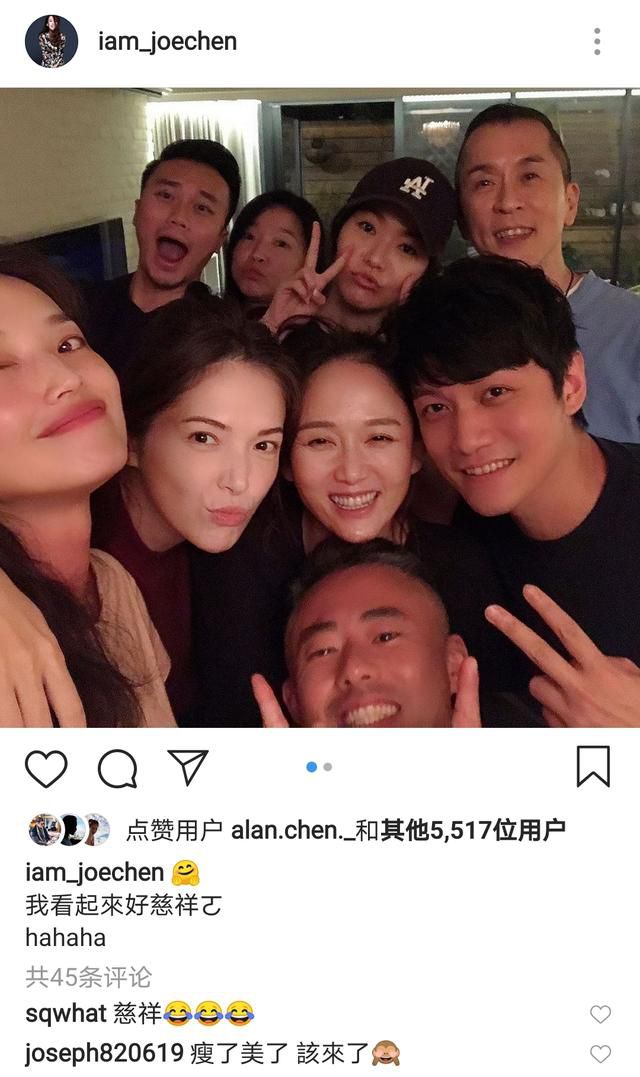 iam_joechen
LA
点赞用户 alan.chen._和其他5,517位用户
iam_joechen 🤗
我看起來好慈祥ㄛ
hahaha
共45条评论
sqwhat 慈祥😂😂😂
joseph820619 瘦了美了 該來了🙈